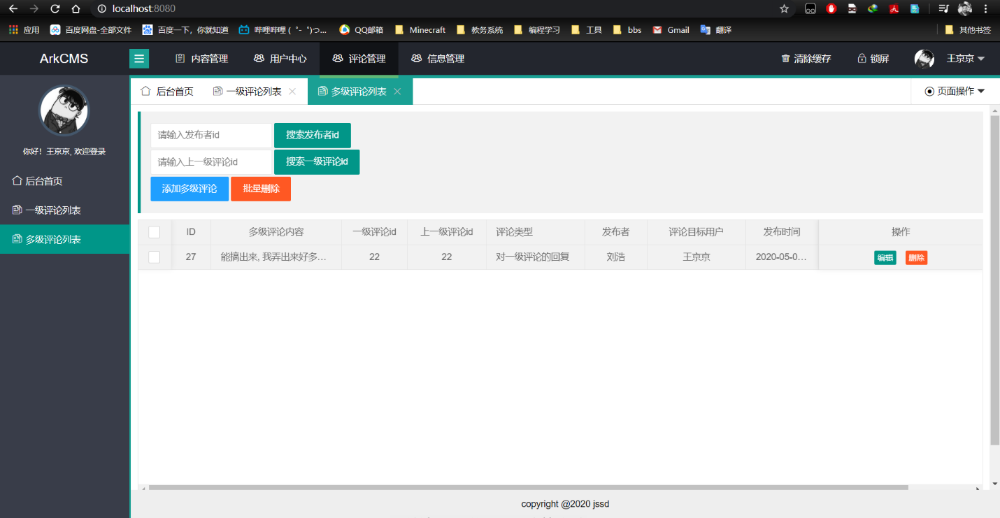 localhost:8080
应用 百度网盘-全部文件 百度一下，你就知道 哔哩哔哩 (゜-゜)つ... QQ邮箱 Minecraft 教务系统 编程学习 工具 bbs Gmail 翻译 其他书签
ArkCMS 内容管理 用户中心 评论管理 信息管理 清除缓存 锁屏 王京京
后台首页 一级评论列表 多级评论列表 页面操作
你好！王京京, 欢迎登录
后台首页
一级评论列表
多级评论列表
请输入发布者id 搜索发布者id
请输入上一级评论id 搜索一级评论id
添加多级评论 批量删除
ID 多级评论内容 一级评论id 上一级评论id 评论类型 发布者 评论目标用户 发布时间 操作
27 能搞出来, 我弄出来好多... 22 22 对一级评论的回复 刘浩 王京京 2020-05-0... 编辑 删除
copyright @2020 jssd